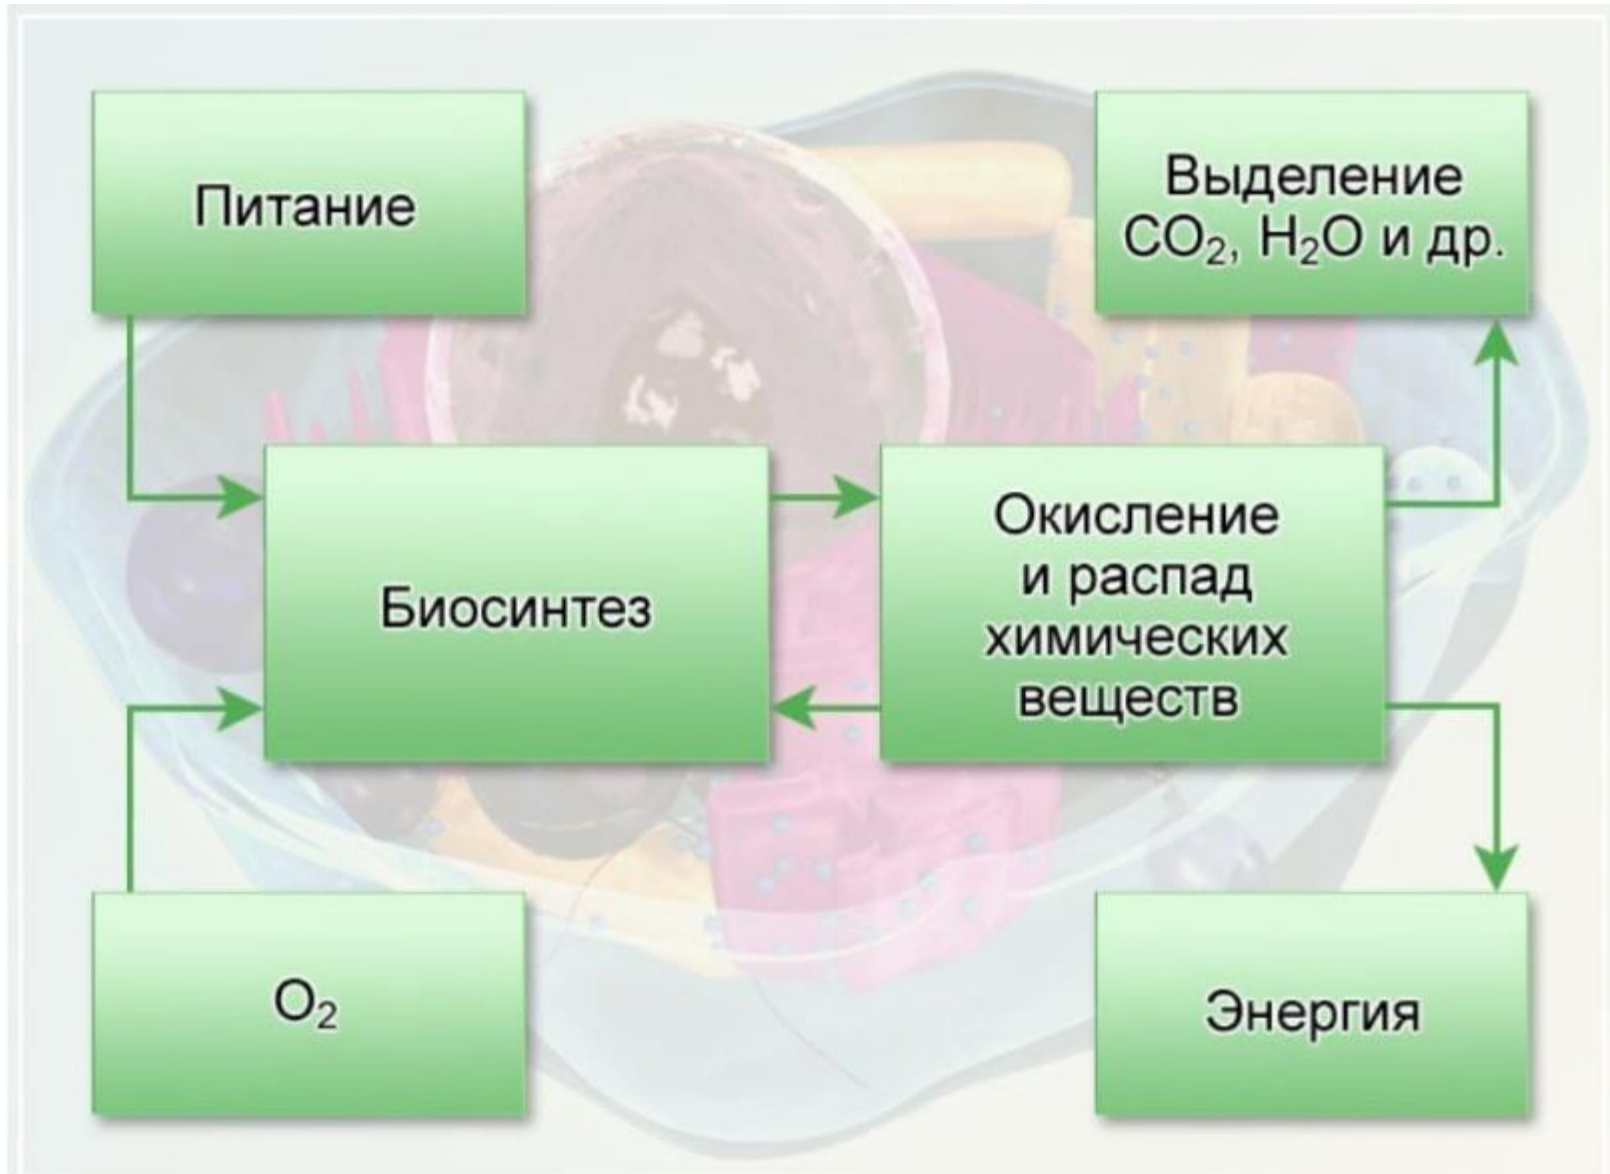 Питание
Выделение
CO₂, H₂O и др.
Биосинтез
Окисление
и распад
химических
веществ
O₂
Энергия